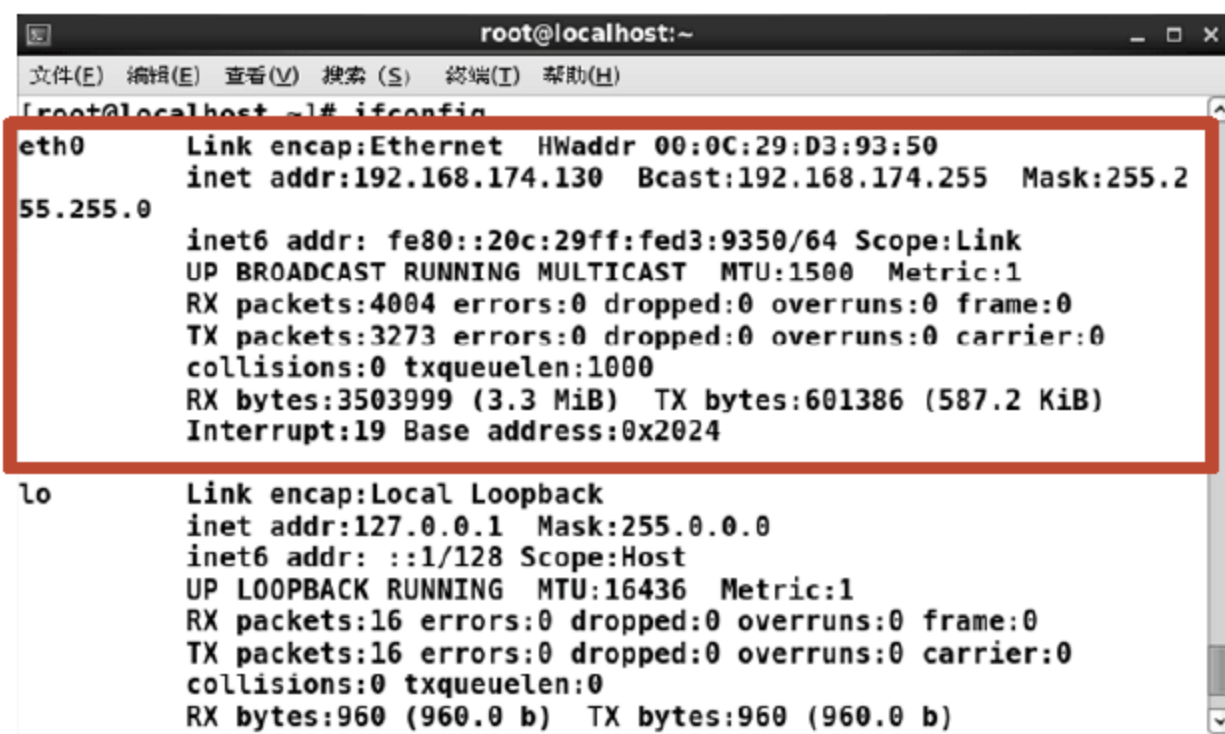 root@localhost:~
文件(F) 编辑(E) 查看(V) 搜索 (S) 终端(T) 帮助(H)
[root@localhost ~]# ifconfig
eth0 Link encap:Ethernet HWaddr 00:0C:29:D3:93:50
inet addr:192.168.174.130 Bcast:192.168.174.255 Mask:255.2
55.255.0
inet6 addr: fe80::20c:29ff:fed3:9350/64 Scope:Link
UP BROADCAST RUNNING MULTICAST MTU:1500 Metric:1
RX packets:4004 errors:0 dropped:0 overruns:0 frame:0
TX packets:3273 errors:0 dropped:0 overruns:0 carrier:0
collisions:0 txqueuelen:1000
RX bytes:3503999 (3.3 MiB) TX bytes:601386 (587.2 KiB)
Interrupt:19 Base address:0x2024
lo Link encap:Local Loopback
inet addr:127.0.0.1 Mask:255.0.0.0
inet6 addr: ::1/128 Scope:Host
UP LOOPBACK RUNNING MTU:16436 Metric:1
RX packets:16 errors:0 dropped:0 overruns:0 frame:0
TX packets:16 errors:0 dropped:0 overruns:0 carrier:0
collisions:0 txqueuelen:0
RX bytes:960 (960.0 b) TX bytes:960 (960.0 b)